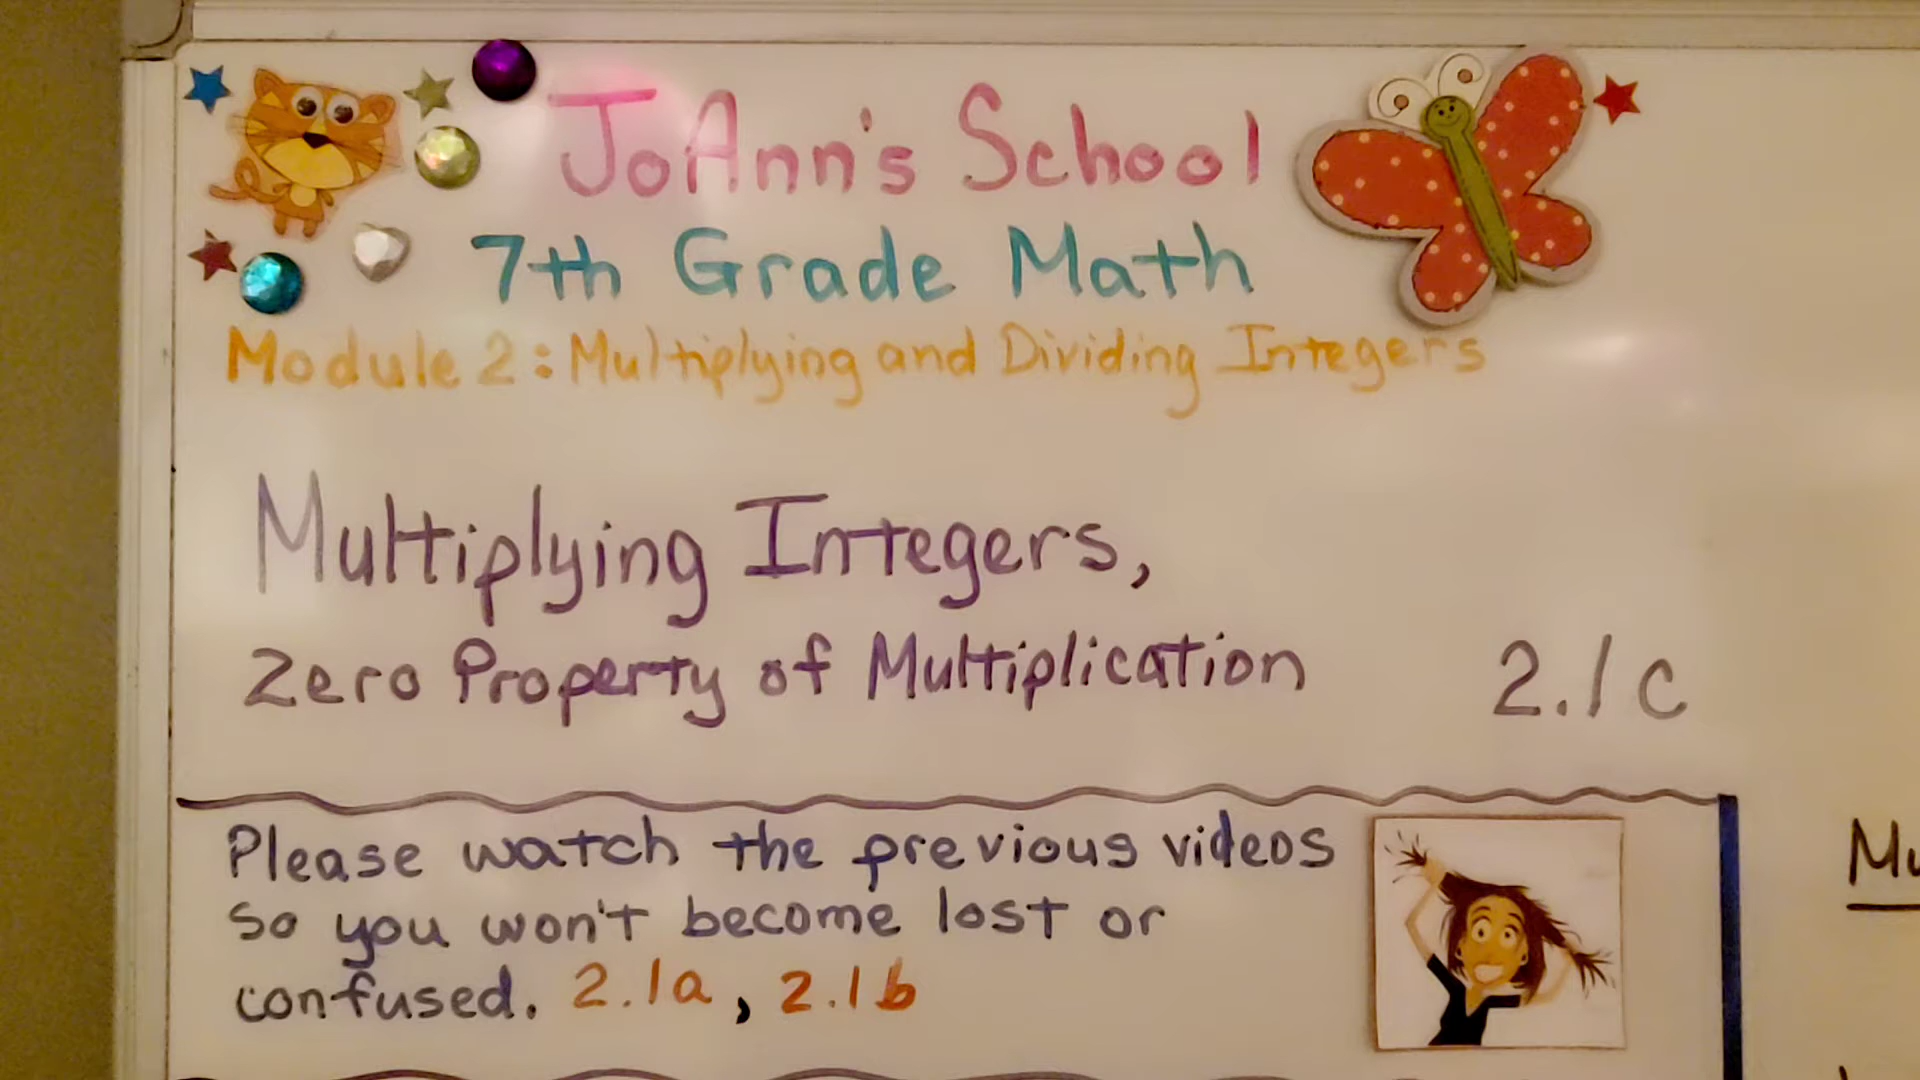 JoAnn's School
7th Grade Math
Module 2: Multiplying and Dividing Integers
Multiplying Integers,
Zero Property of Multiplication 2.1c
Please watch the previous videos
so you won't become lost or
confused. 2.1a, 2.1b